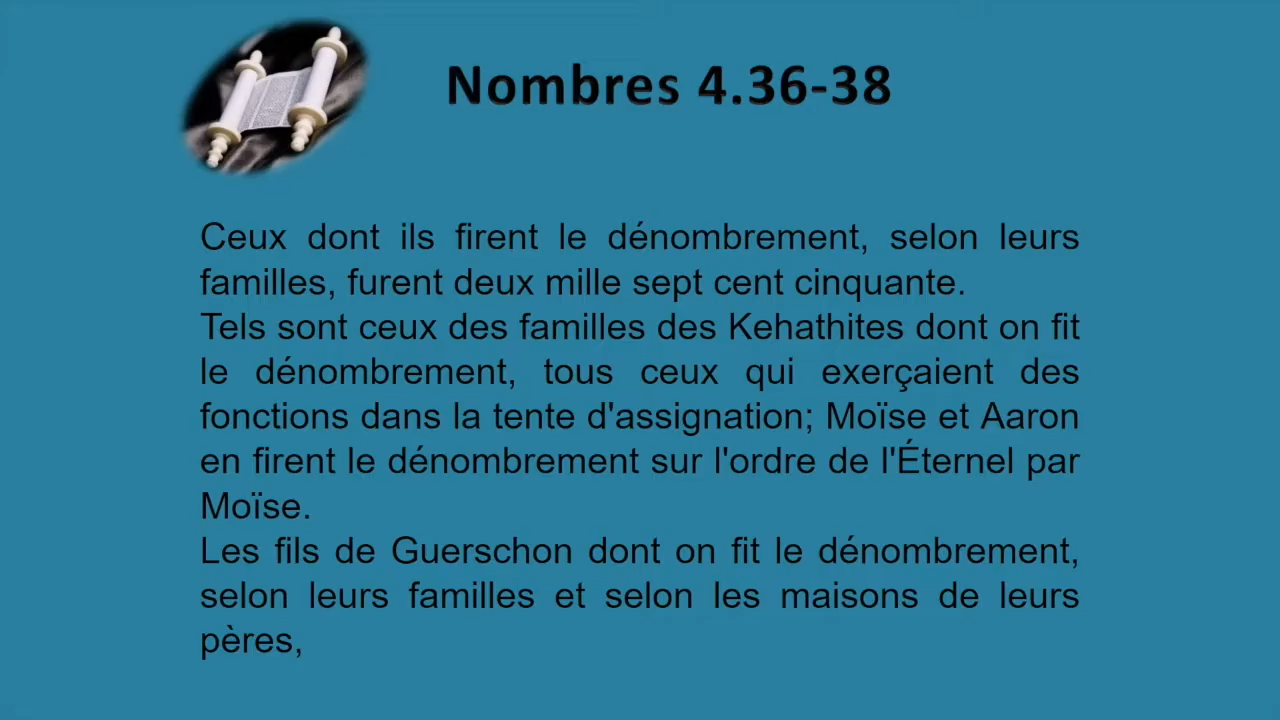 Nombres 4.36-38
Ceux dont ils firent le dénombrement, selon leurs
familles, furent deux mille sept cent cinquante.
Tels sont ceux des familles des Kehathites dont on fit
le dénombrement, tous ceux qui exerçaient des
fonctions dans la tente d'assignation; Moïse et Aaron
en firent le dénombrement sur l'ordre de l'Éternel par
Moïse.
Les fils de Guerschon dont on fit le dénombrement,
selon leurs familles et selon les maisons de leurs
pères,